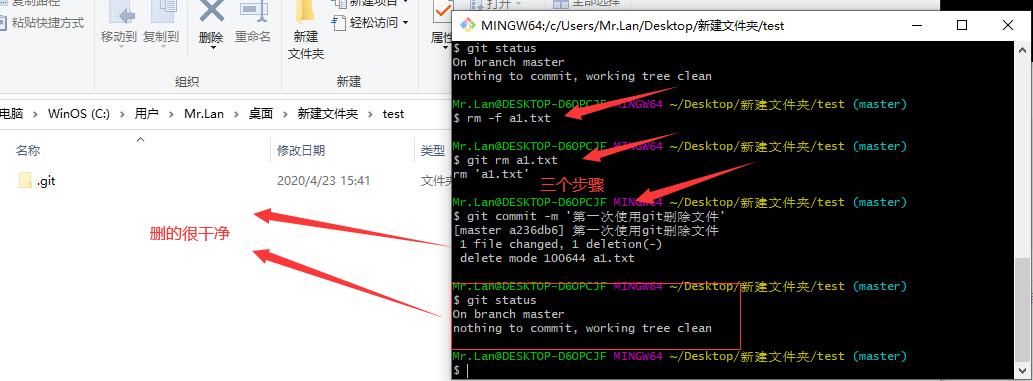 复制路径
粘贴快捷方式
移动到
复制到
删除
重命名
新建
文件夹
新建项目
轻松访问
属性
打开
全部选择
组织
新建
电脑 > WinOS (C:) > 用户 > Mr.Lan > 桌面 > 新建文件夹 > test
名称
修改日期
类型
.git
2020/4/23 15:41
文件夹
删的很干净
MINGW64:/c/Users/Mr.Lan/Desktop/新建文件夹/test
$ git status
On branch master
nothing to commit, working tree clean
Mr.Lan@DESKTOP-D6OPCJF MINGW64 ~/Desktop/新建文件夹/test (master)
$ rm -f a1.txt
Mr.Lan@DESKTOP-D6OPCJF MINGW64 ~/Desktop/新建文件夹/test (master)
$ git rm a1.txt
rm 'a1.txt'
三个步骤
Mr.Lan@DESKTOP-D6OPCJF MINGW64 ~/Desktop/新建文件夹/test (master)
$ git commit -m '第一次使用git删除文件'
[master a236db6] 第一次使用git删除文件
1 file changed, 1 deletion(-)
delete mode 100644 a1.txt
Mr.Lan@DESKTOP-D6OPCJF MINGW64 ~/Desktop/新建文件夹/test (master)
$ git status
On branch master
nothing to commit, working tree clean
Mr.Lan@DESKTOP-D6OPCJF MINGW64 ~/Desktop/新建文件夹/test (master)
$